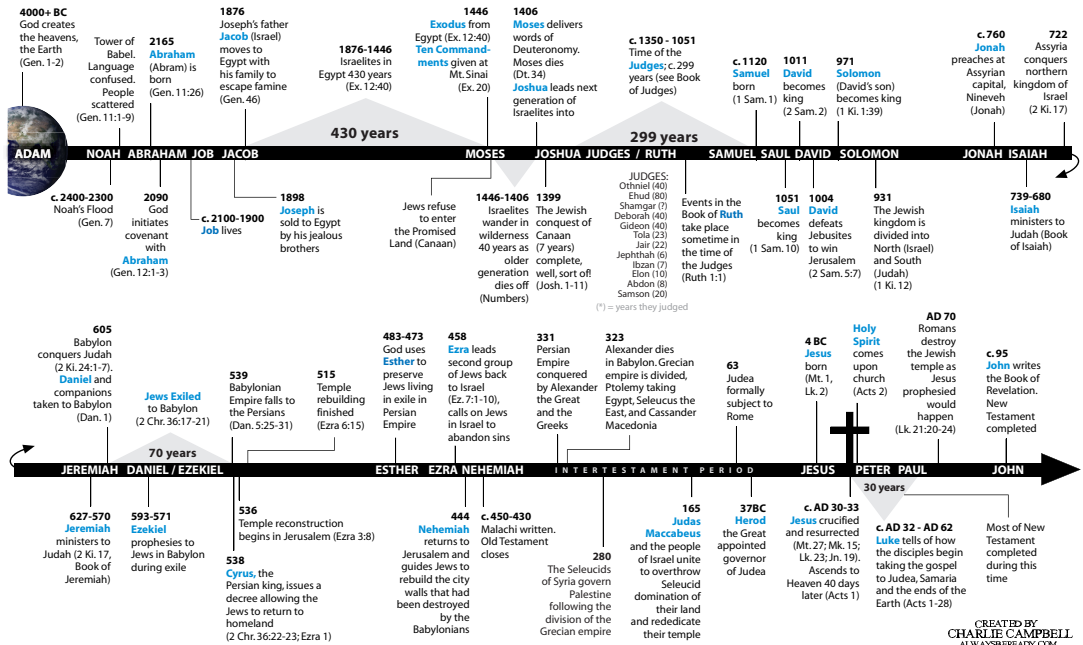 4000+ BC
God creates
the heavens,
the Earth
(Gen. 1-2)
Tower of
Babel.
Language
confused.
People
scattered
(Gen. 11:1-9)
2165
Abraham
(Abram) is
born
(Gen. 11:26)
1876
Joseph's father
Jacob (Israel)
moves to
Egypt with
his family to
escape famine
(Gen. 46)
1876-1446
Israelites in
Egypt 430 years
(Ex. 12:40)
430 years
1446
Exodus from
Egypt (Ex. 12:40)
Ten Command-
ments given at
Mt. Sinai
(Ex. 20)
1406
Moses delivers
words of
Deuteronomy.
Moses dies
(Dt. 34)
Joshua leads next
generation of
Israelites into
c. 1350 - 1051
Time of the
Judges; c. 299
years (see Book
of Judges)
299 years
c. 1120
Samuel
born
(1 Sam. 1)
1011
David
becomes
king
(2 Sam. 2)
971
Solomon
(David's son)
becomes king
(1 Ki. 1:39)
c. 760
Jonah
preaches at
Assyrian
capital,
Nineveh
(Jonah)
722
Assyria
conquers
northern
kingdom of
Israel
(2 Ki. 17)
ADAM NOAH ABRAHAM JOB JACOB MOSES JOSHUA JUDGES / RUTH SAMUEL SAUL DAVID SOLOMON JONAH ISAIAH
c. 2400-2300
Noah's Flood
(Gen. 7)
2090
God
initiates
covenant
with
Abraham
(Gen. 12:1-3)
c. 2100-1900
Job lives
1898
Joseph is
sold to Egypt
by his jealous
brothers
Jews refuse
to enter
the Promised
Land (Canaan)
1446-1406
Israelites
wander in
wilderness
40 years as
older
generation
dies off
(Numbers)
1399
The Jewish
conquest of
Canaan
(7 years)
complete,
well, sort of!
(Josh. 1-11)
JUDGES:
Othniel (40)
Ehud (80)
Shamgar (?)
Deborah (40)
Gideon (40)
Tola (23)
Jair (22)
Jephthah (6)
Ibzan (7)
Elon (10)
Abdon (8)
Samson (20)
(*) = years they judged
Events in the
Book of Ruth
take place
sometime in
the time of
the Judges
(Ruth 1:1)
1051
Saul
becomes
king
(1 Sam. 10)
1004
David
defeats
Jebusites
to win
Jerusalem
(2 Sam. 5:7)
931
The Jewish
kingdom is
divided into
North (Israel)
and South
(Judah)
(1 Ki. 12)
739-680
Isaiah
ministers to
Judah (Book
of Isaiah)
605
Babylon
conquers Judah
(2 Ki. 24:1-7).
Daniel and
companions
taken to Babylon
(Dan. 1)
Jews Exiled
to Babylon
(2 Chr. 36:17-21)
70 years
539
Babylonian
Empire falls to
the Persians
(Dan. 5:25-31)
515
Temple
rebuilding
finished
(Ezra 6:15)
483-473
God uses
Esther to
preserve
Jews living
in exile in
Persian
Empire
458
Ezra leads
second group
of Jews back
to Israel
(Ez. 7:1-10),
calls on Jews
in Israel to
abandon sins
331
Persian
Empire
conquered
by Alexander
the Great
and the
Greeks
323
Alexander dies
in Babylon. Grecian
empire is divided,
Ptolemy taking
Egypt, Seleucus the
East, and Cassander
Macedonia
63
Judea
formally
subject to
Rome
4 BC
Jesus
born
(Mt. 1,
Lk. 2)
Holy
Spirit
comes
upon
church
(Acts 2)
AD 70
Romans
destroy
the Jewish
temple as
Jesus
prophesied
would
happen
(Lk. 21:20-24)
c. 95
John writes
the Book of
Revelation.
New
Testament
completed
JEREMIAH DANIEL / EZEKIEL ESTHER EZRA NEHEMIAH INTERTESTAMENT PERIOD JESUS PETER PAUL JOHN
30 years
627-570
Jeremiah
ministers to
Judah (2 Ki. 17,
Book of
Jeremiah)
593-571
Ezekiel
prophesies to
Jews in Babylon
during exile
536
Temple reconstruction
begins in Jerusalem (Ezra 3:8)
538
Cyrus, the
Persian king, issues a
decree allowing the
Jews to return to
homeland
(2 Chr. 36:22-23; Ezra 1)
444
Nehemiah
returns to
Jerusalem and
guides Jews to
rebuild the city
walls that had
been destroyed
by the
Babylonians
c. 450-430
Malachi written.
Old Testament
closes
280
The Seleucids
of Syria govern
Palestine
following the
division of the
Grecian empire
165
Judas
Maccabeus
and the people
of Israel unite
to overthrow
Seleucid
domination of
their land
and rededicate
their temple
37BC
Herod
the Great
appointed
governor
of Judea
c. AD 30-33
Jesus crucified
and resurrected
(Mt. 27; Mk. 15;
Lk. 23; Jn. 19).
Ascends to
Heaven 40 days
later (Acts 1)
c. AD 32 - AD 62
Luke tells of how
the disciples begin
taking the gospel
to Judea, Samaria
and the ends of the
Earth (Acts 1-28)
Most of New
Testament
completed
during this
time
CREATED BY
CHARLIE CAMPBELL
ALWAYSBEREADY.COM